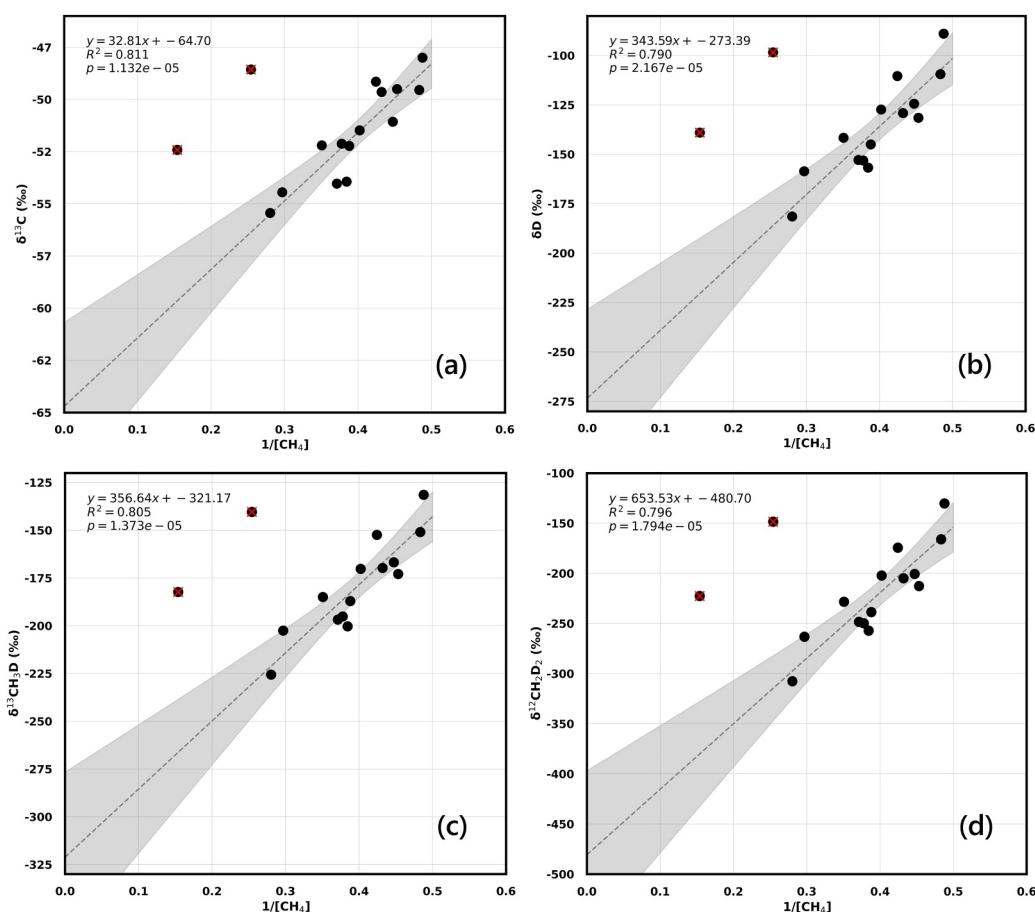 y = 32.81x + −64.70
R² = 0.811
p = 1.132e − 05
-47
-50
-52
-55
-57
-60
-62
-65
δ¹³C (‰)
0.0 0.1 0.2 0.3 0.4 0.5 0.6
1/[CH₄]
(a)
y = 343.59x + −273.39
R² = 0.790
p = 2.167e − 05
-100
-125
-150
-175
-200
-225
-250
-275
δD (‰)
0.0 0.1 0.2 0.3 0.4 0.5 0.6
1/[CH₄]
(b)
y = 356.64x + −321.17
R² = 0.805
p = 1.373e − 05
-125
-150
-175
-200
-225
-250
-275
-300
-325
δ¹³CH₃D (‰)
0.0 0.1 0.2 0.3 0.4 0.5 0.6
1/[CH₄]
(c)
y = 653.53x + −480.70
R² = 0.796
p = 1.794e − 05
-100
-150
-200
-250
-300
-350
-400
-450
-500
δ¹²CH₂D₂ (‰)
0.0 0.1 0.2 0.3 0.4 0.5 0.6
1/[CH₄]
(d)